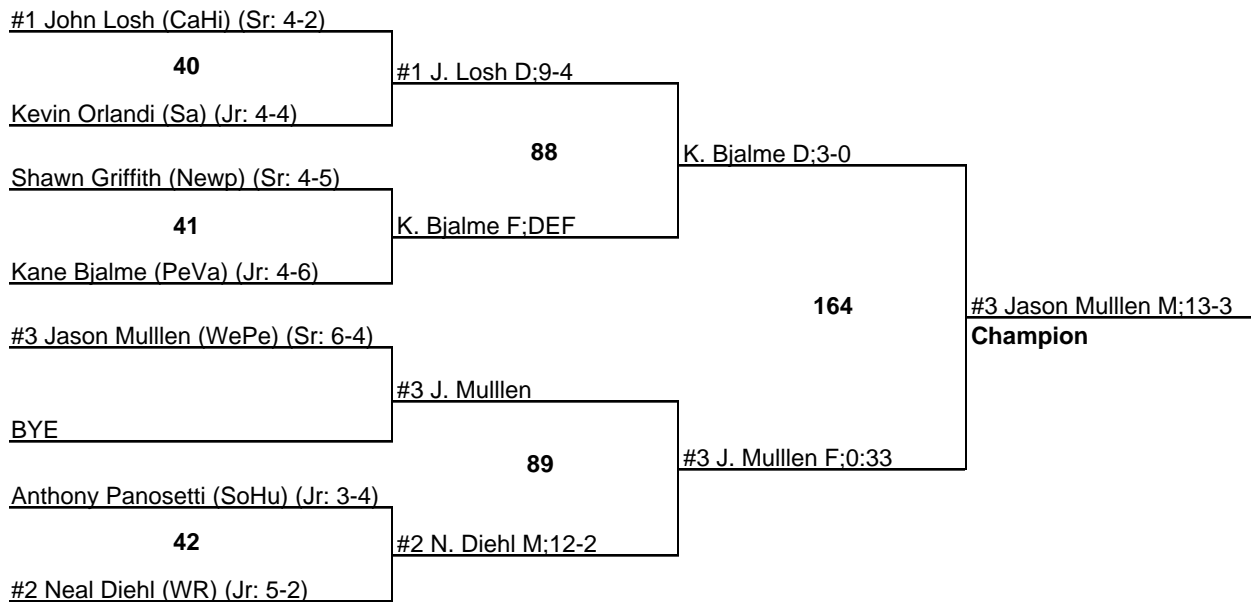 #1 John Losh (CaHi) (Sr: 4-2)
40
#1 J. Losh D;9-4
Kevin Orlandi (Sa) (Jr: 4-4)
88
K. Bjalme D;3-0
Shawn Griffith (Newp) (Sr: 4-5)
41
K. Bjalme F;DEF
Kane Bjalme (PeVa) (Jr: 4-6)
164
#3 Jason Mulllen M;13-3
Champion
#3 Jason Mulllen (WePe) (Sr: 6-4)
#3 J. Mulllen
BYE
89
#3 J. Mulllen F;0:33
Anthony Panosetti (SoHu) (Jr: 3-4)
42
#2 N. Diehl M;12-2
#2 Neal Diehl (WR) (Jr: 5-2)